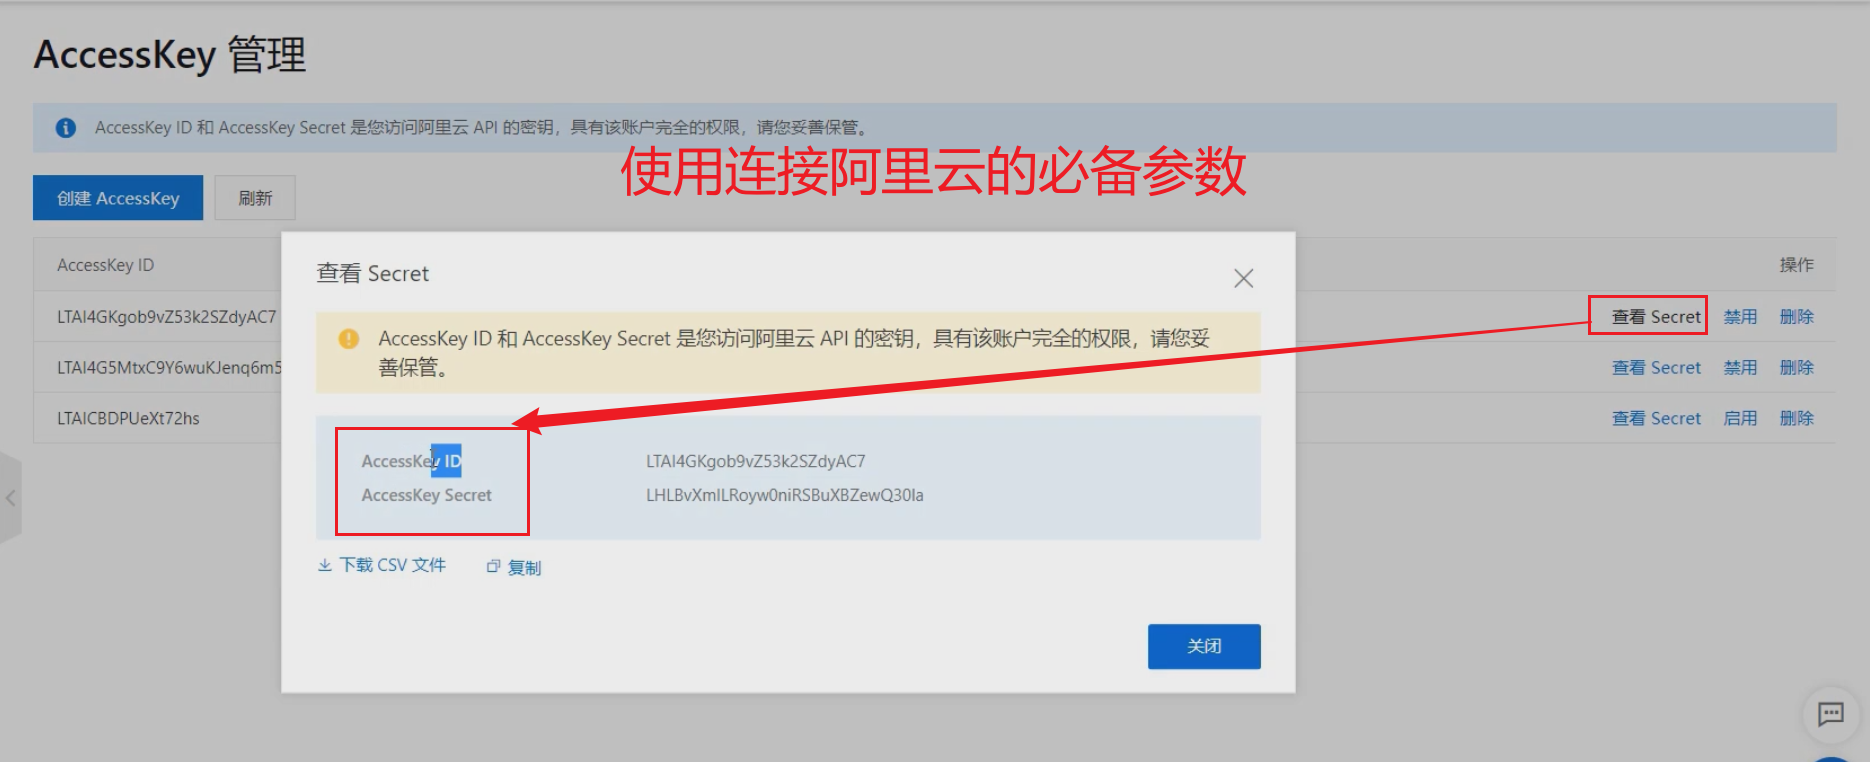 AccessKey 管理
AccessKey ID 和 AccessKey Secret 是您访问阿里云 API 的密钥，具有该账户完全的权限，请您妥善保管。
使用连接阿里云的必备参数
创建 AccessKey 刷新
AccessKey ID 操作
查看 Secret
LTAI4GKgob9vZ53k2SZdyAC7 查看 Secret 禁用 删除
AccessKey ID 和 AccessKey Secret 是您访问阿里云 API 的密钥，具有该账户完全的权限，请您妥
善保管。
LTAI4G5MtxC9Y6wuKJenq6m5 查看 Secret 禁用 删除
LTAICBDPUeXt72hs 查看 Secret 启用 删除
AccessKey ID LTAI4GKgob9vZ53k2SZdyAC7
AccessKey Secret LHLBvXmILRoyw0niRSBuXBZewQ30Ia
下载 CSV 文件 复制
关闭